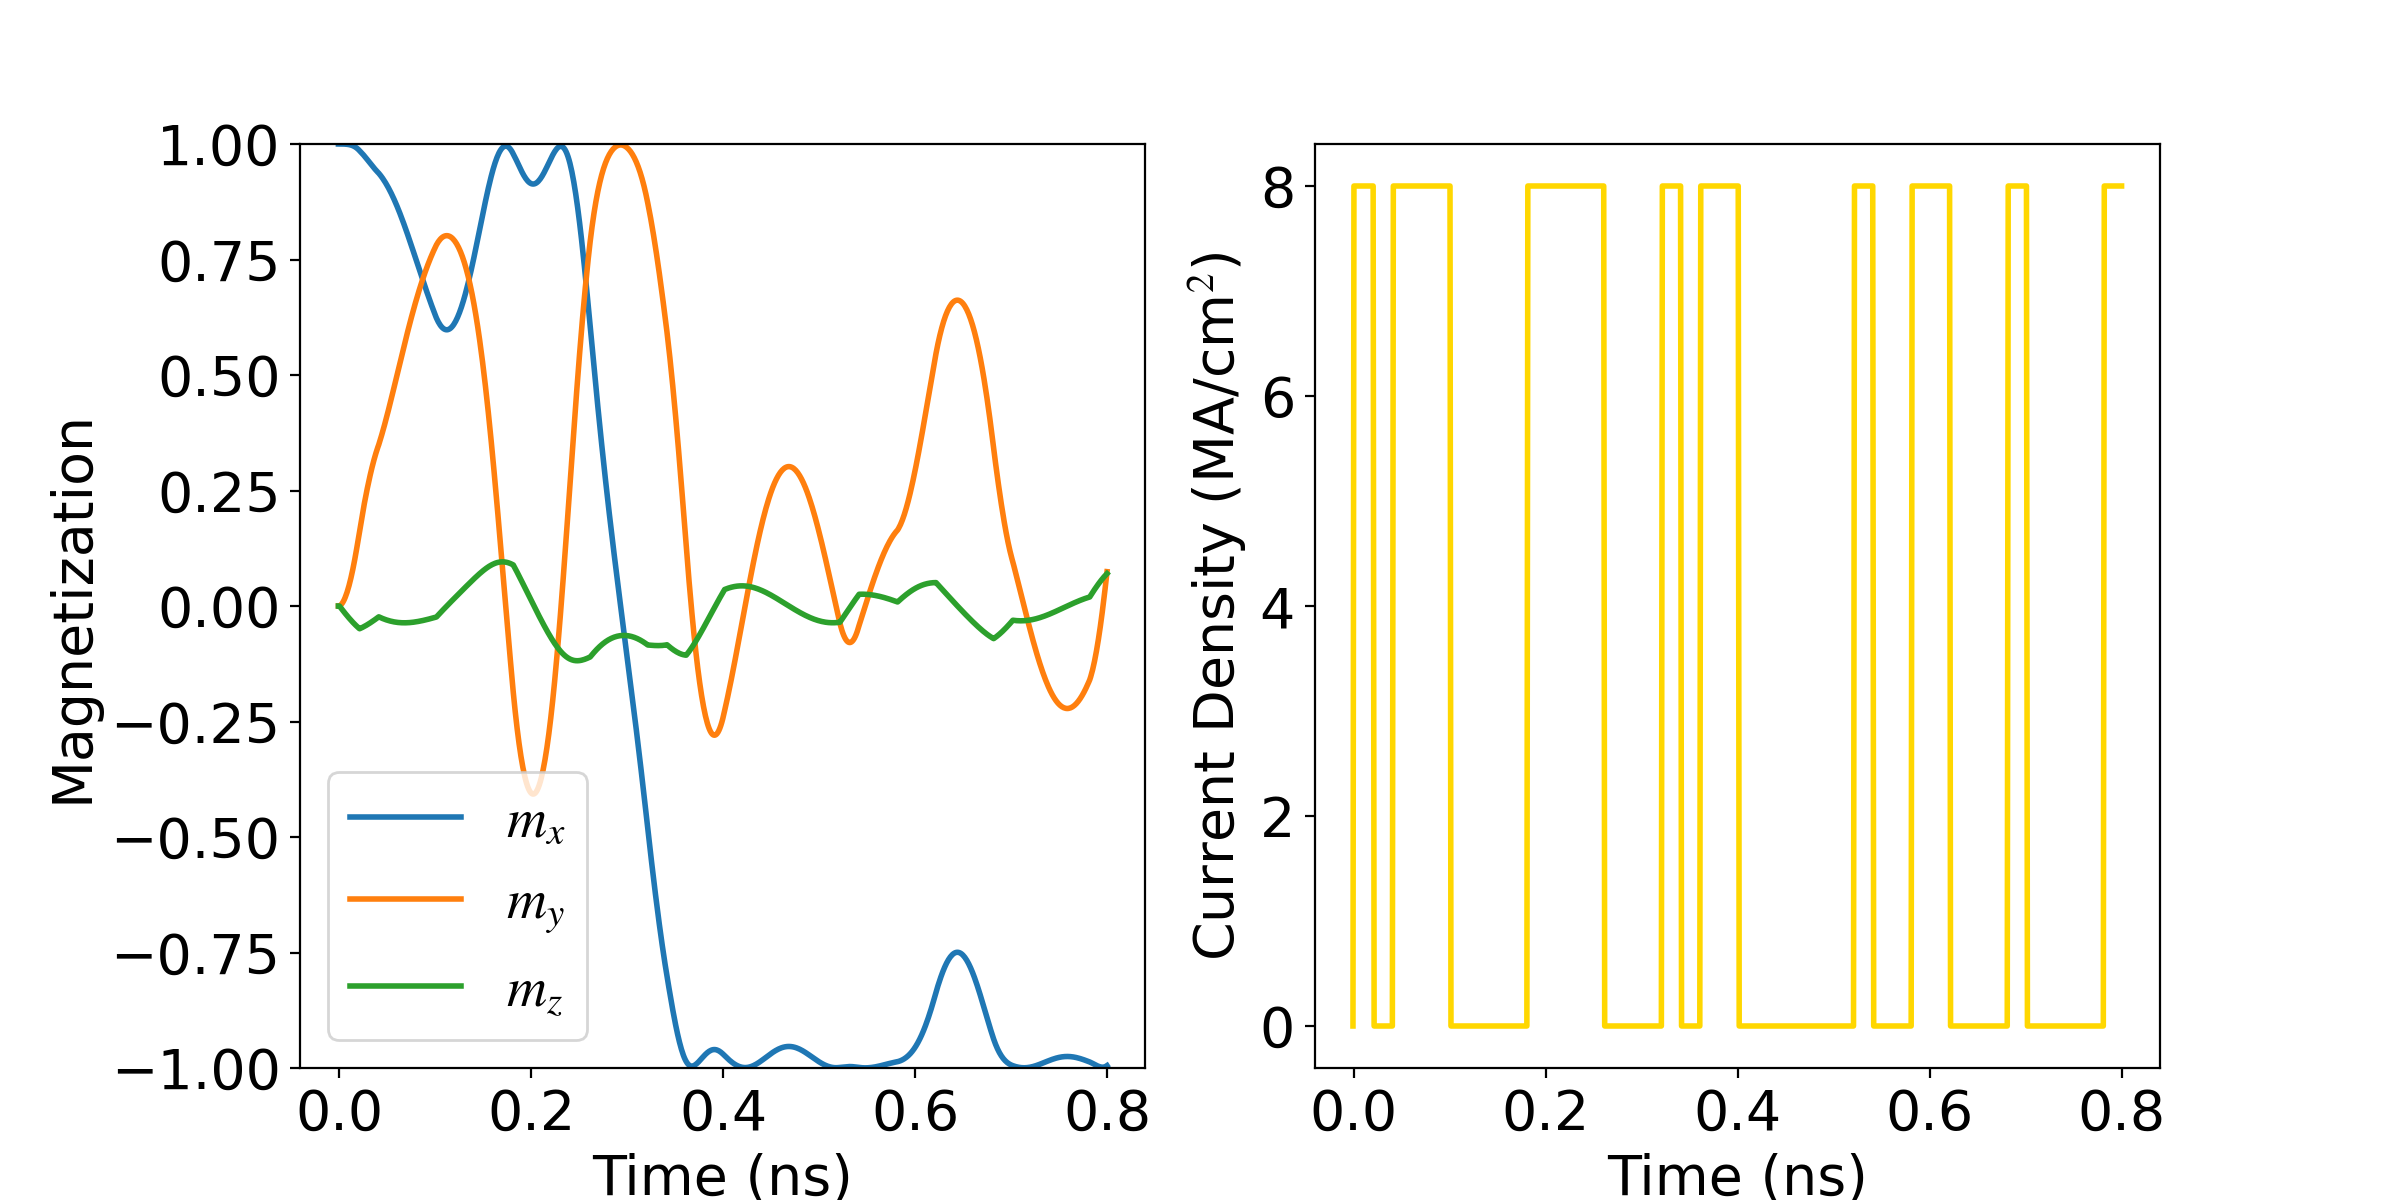 1.00
0.75
0.50
0.25
0.00
−0.25
−0.50
−0.75
−1.00
Magnetization
m_x
m_y
m_z
0.0 0.2 0.4 0.6 0.8
Time (ns)
8
6
4
2
0
Current Density (MA/cm²)
0.0 0.2 0.4 0.6 0.8
Time (ns)